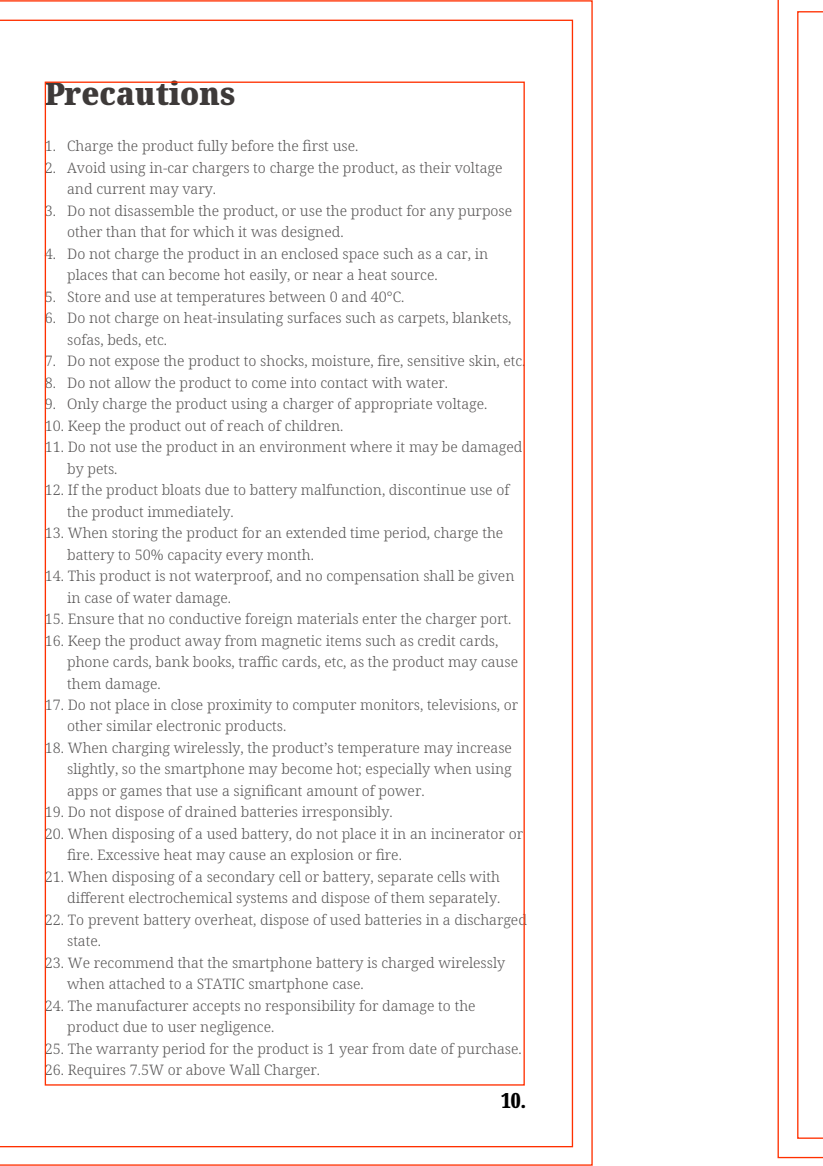 Precautions
1. Charge the product fully before the first use.
2. Avoid using in-car chargers to charge the product, as their voltage
and current may vary.
3. Do not disassemble the product, or use the product for any purpose
other than that for which it was designed.
4. Do not charge the product in an enclosed space such as a car, in
places that can become hot easily, or near a heat source.
5. Store and use at temperatures between 0 and 40°C.
6. Do not charge on heat-insulating surfaces such as carpets, blankets,
sofas, beds, etc.
7. Do not expose the product to shocks, moisture, fire, sensitive skin, etc.
8. Do not allow the product to come into contact with water.
9. Only charge the product using a charger of appropriate voltage.
10. Keep the product out of reach of children.
11. Do not use the product in an environment where it may be damaged
by pets.
12. If the product bloats due to battery malfunction, discontinue use of
the product immediately.
13. When storing the product for an extended time period, charge the
battery to 50% capacity every month.
14. This product is not waterproof, and no compensation shall be given
in case of water damage.
15. Ensure that no conductive foreign materials enter the charger port.
16. Keep the product away from magnetic items such as credit cards,
phone cards, bank books, traffic cards, etc, as the product may cause
them damage.
17. Do not place in close proximity to computer monitors, televisions, or
other similar electronic products.
18. When charging wirelessly, the product's temperature may increase
slightly, so the smartphone may become hot; especially when using
apps or games that use a significant amount of power.
19. Do not dispose of drained batteries irresponsibly.
20. When disposing of a used battery, do not place it in an incinerator or
fire. Excessive heat may cause an explosion or fire.
21. When disposing of a secondary cell or battery, separate cells with
different electrochemical systems and dispose of them separately.
22. To prevent battery overheat, dispose of used batteries in a discharged
state.
23. We recommend that the smartphone battery is charged wirelessly
when attached to a STATIC smartphone case.
24. The manufacturer accepts no responsibility for damage to the
product due to user negligence.
25. The warranty period for the product is 1 year from date of purchase.
26. Requires 7.5W or above Wall Charger.
10.